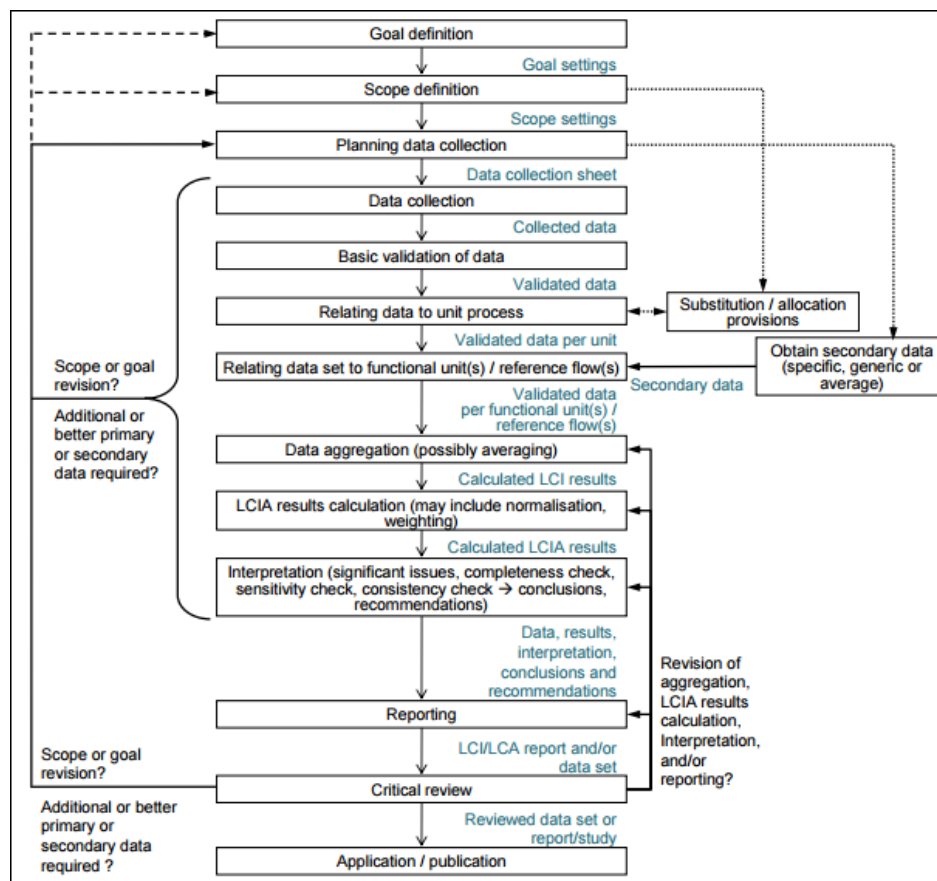 Goal definition
Goal settings
Scope definition
Scope settings
Planning data collection
Data collection sheet
Data collection
Collected data
Basic validation of data
Validated data
Relating data to unit process
Substitution / allocation
provisions
Validated data per unit
Relating data set to functional unit(s) / reference flow(s)
Secondary data
Obtain secondary data
(specific, generic or
average)
Scope or goal
revision?
Additional or
better primary
or secondary
data required?
Validated data
per functional unit(s) /
reference flow(s)
Data aggregation (possibly averaging)
Calculated LCI results
LCIA results calculation (may include normalisation,
weighting)
Calculated LCIA results
Interpretation (significant issues, completeness check,
sensitivity check, consistency check → conclusions,
recommendations)
Data, results,
interpretation,
conclusions and
recommendations
Revision of
aggregation,
LCIA results
calculation,
Interpretation,
and/or
reporting?
Reporting
LCI/LCA report and/or
data set
Scope or goal
revision?
Critical review
Additional or better
primary or
secondary data
required ?
Reviewed data set or
report/study
Application / publication